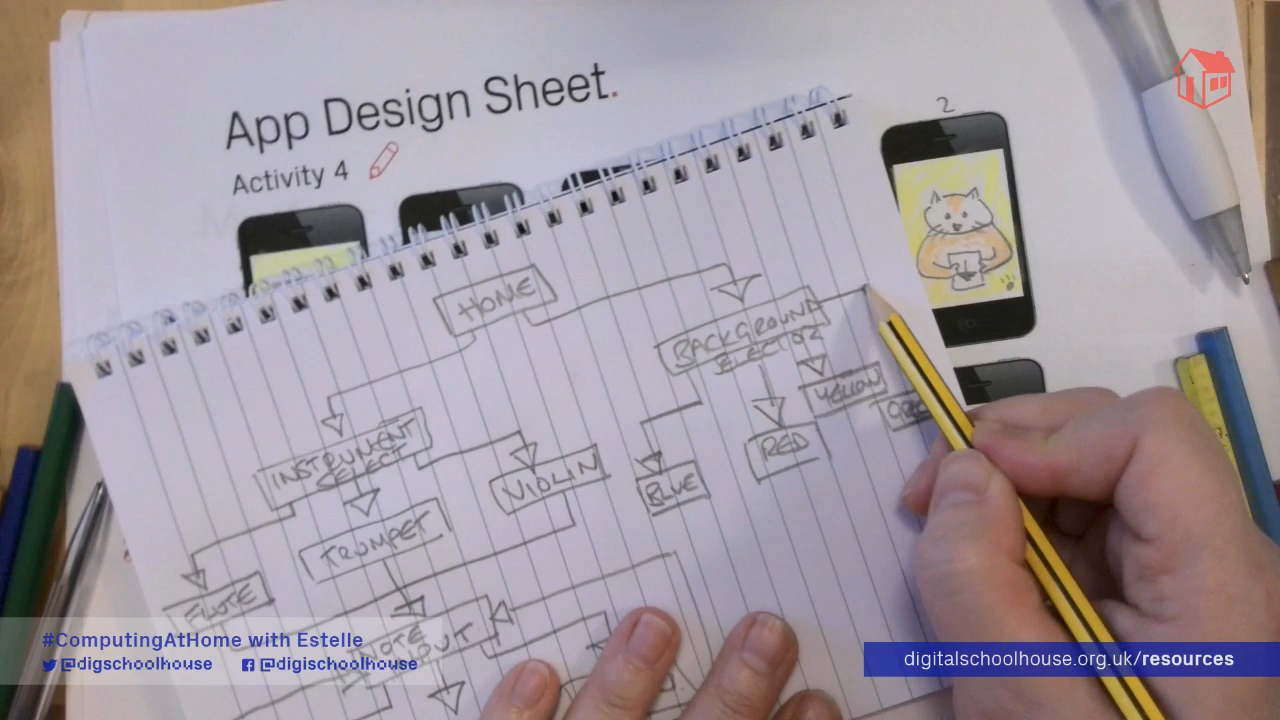 App Design Sheet.
Activity 4
2
HOME
BACKGROUND
SELECTOR
YELLOW
RED
BLUE
INSTRUMENT
SELECT
VIOLIN
TRUMPET
FLUTE
#ComputingAtHome with Estelle
@digschoolhouse @digischoolhouse
digitalschoolhouse.org.uk/resources